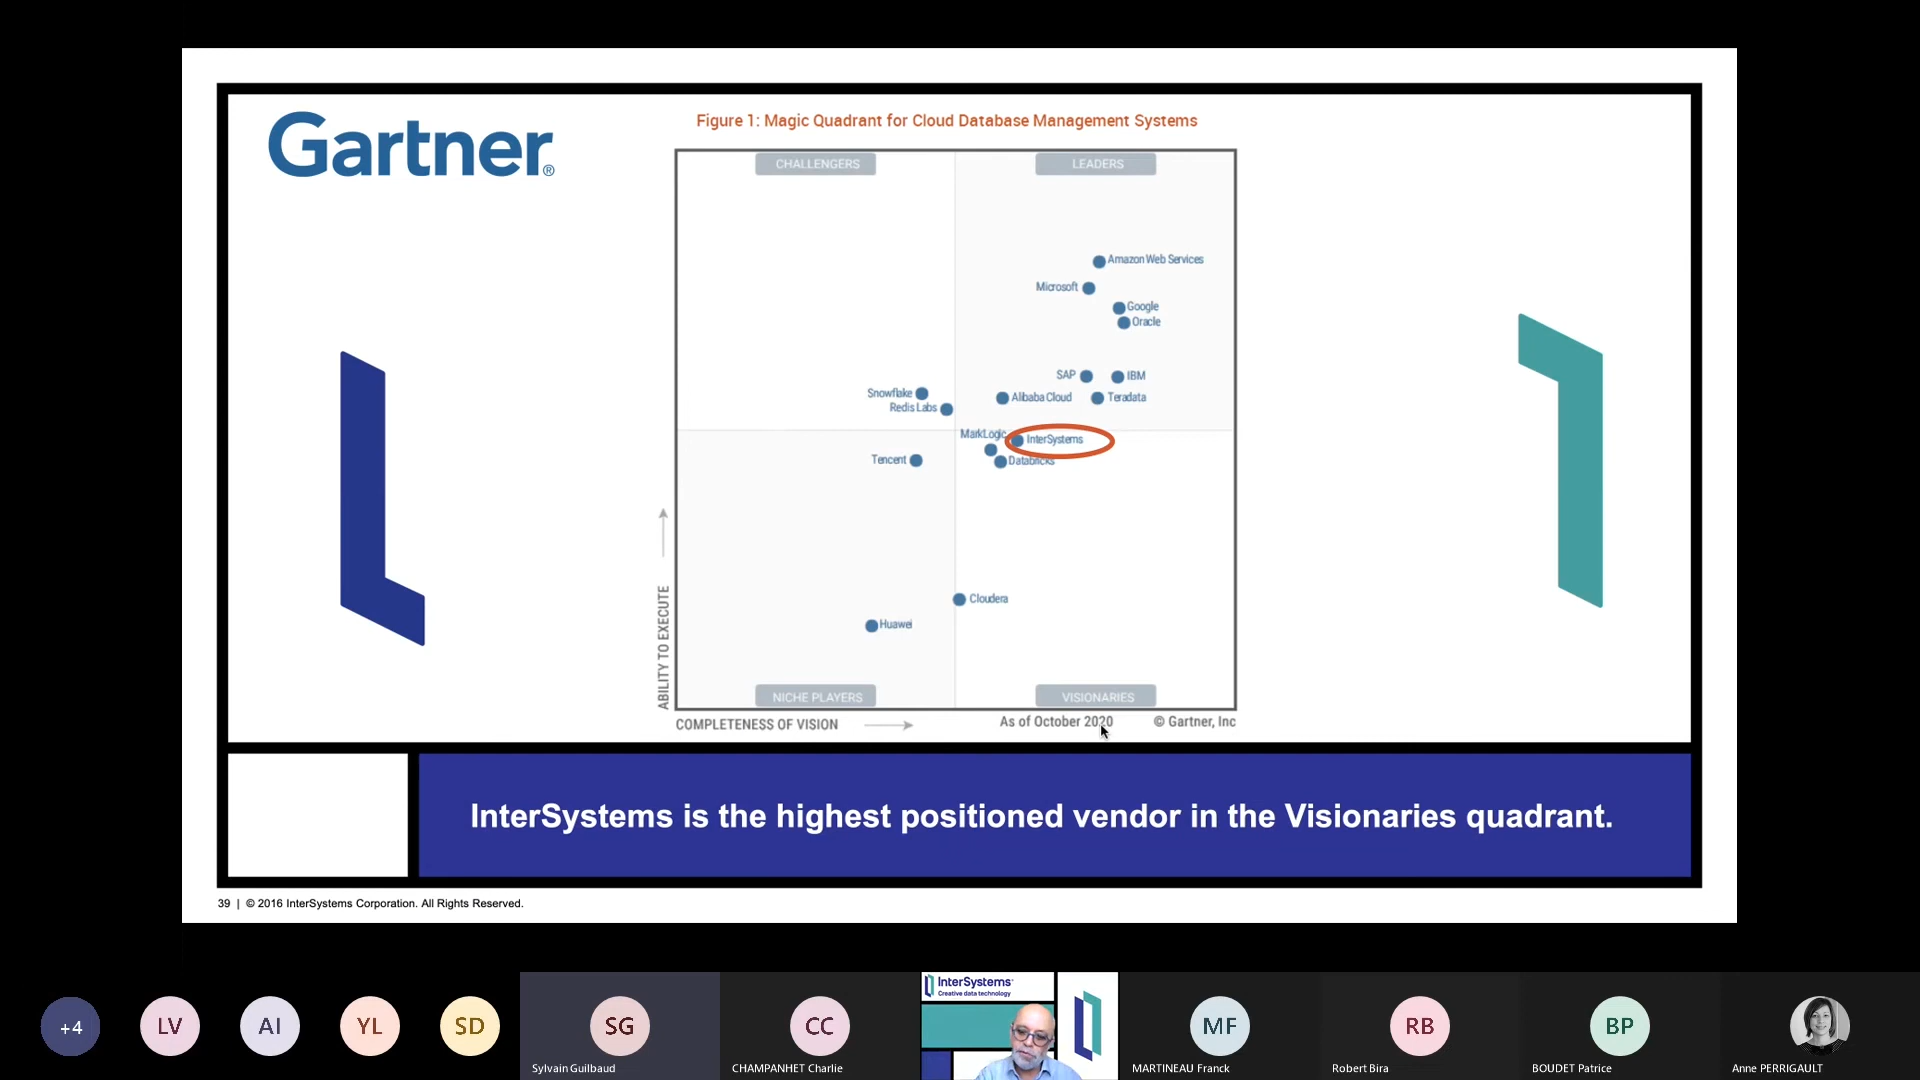 Gartner®
Figure 1: Magic Quadrant for Cloud Database Management Systems
CHALLENGERS
LEADERS
Amazon Web Services
Microsoft
Google
Oracle
SAP
IBM
Snowflake
Alibaba Cloud
Teradata
Redis Labs
MarkLogic
InterSystems
Tencent
Databricks
Cloudera
Huawei
ABILITY TO EXECUTE
NICHE PLAYERS
VISIONARIES
COMPLETENESS OF VISION
As of October 2020
© Gartner, Inc
InterSystems is the highest positioned vendor in the Visionaries quadrant.
39 | © 2016 InterSystems Corporation. All Rights Reserved.
InterSystems
Creative data technology
+4
LV
AI
YL
SD
SG
CC
MF
RB
BP
Sylvain Guilbaud
CHAMPANHET Charlie
MARTINEAU Franck
Robert Bira
BOUDET Patrice
Anne PERRIGAULT